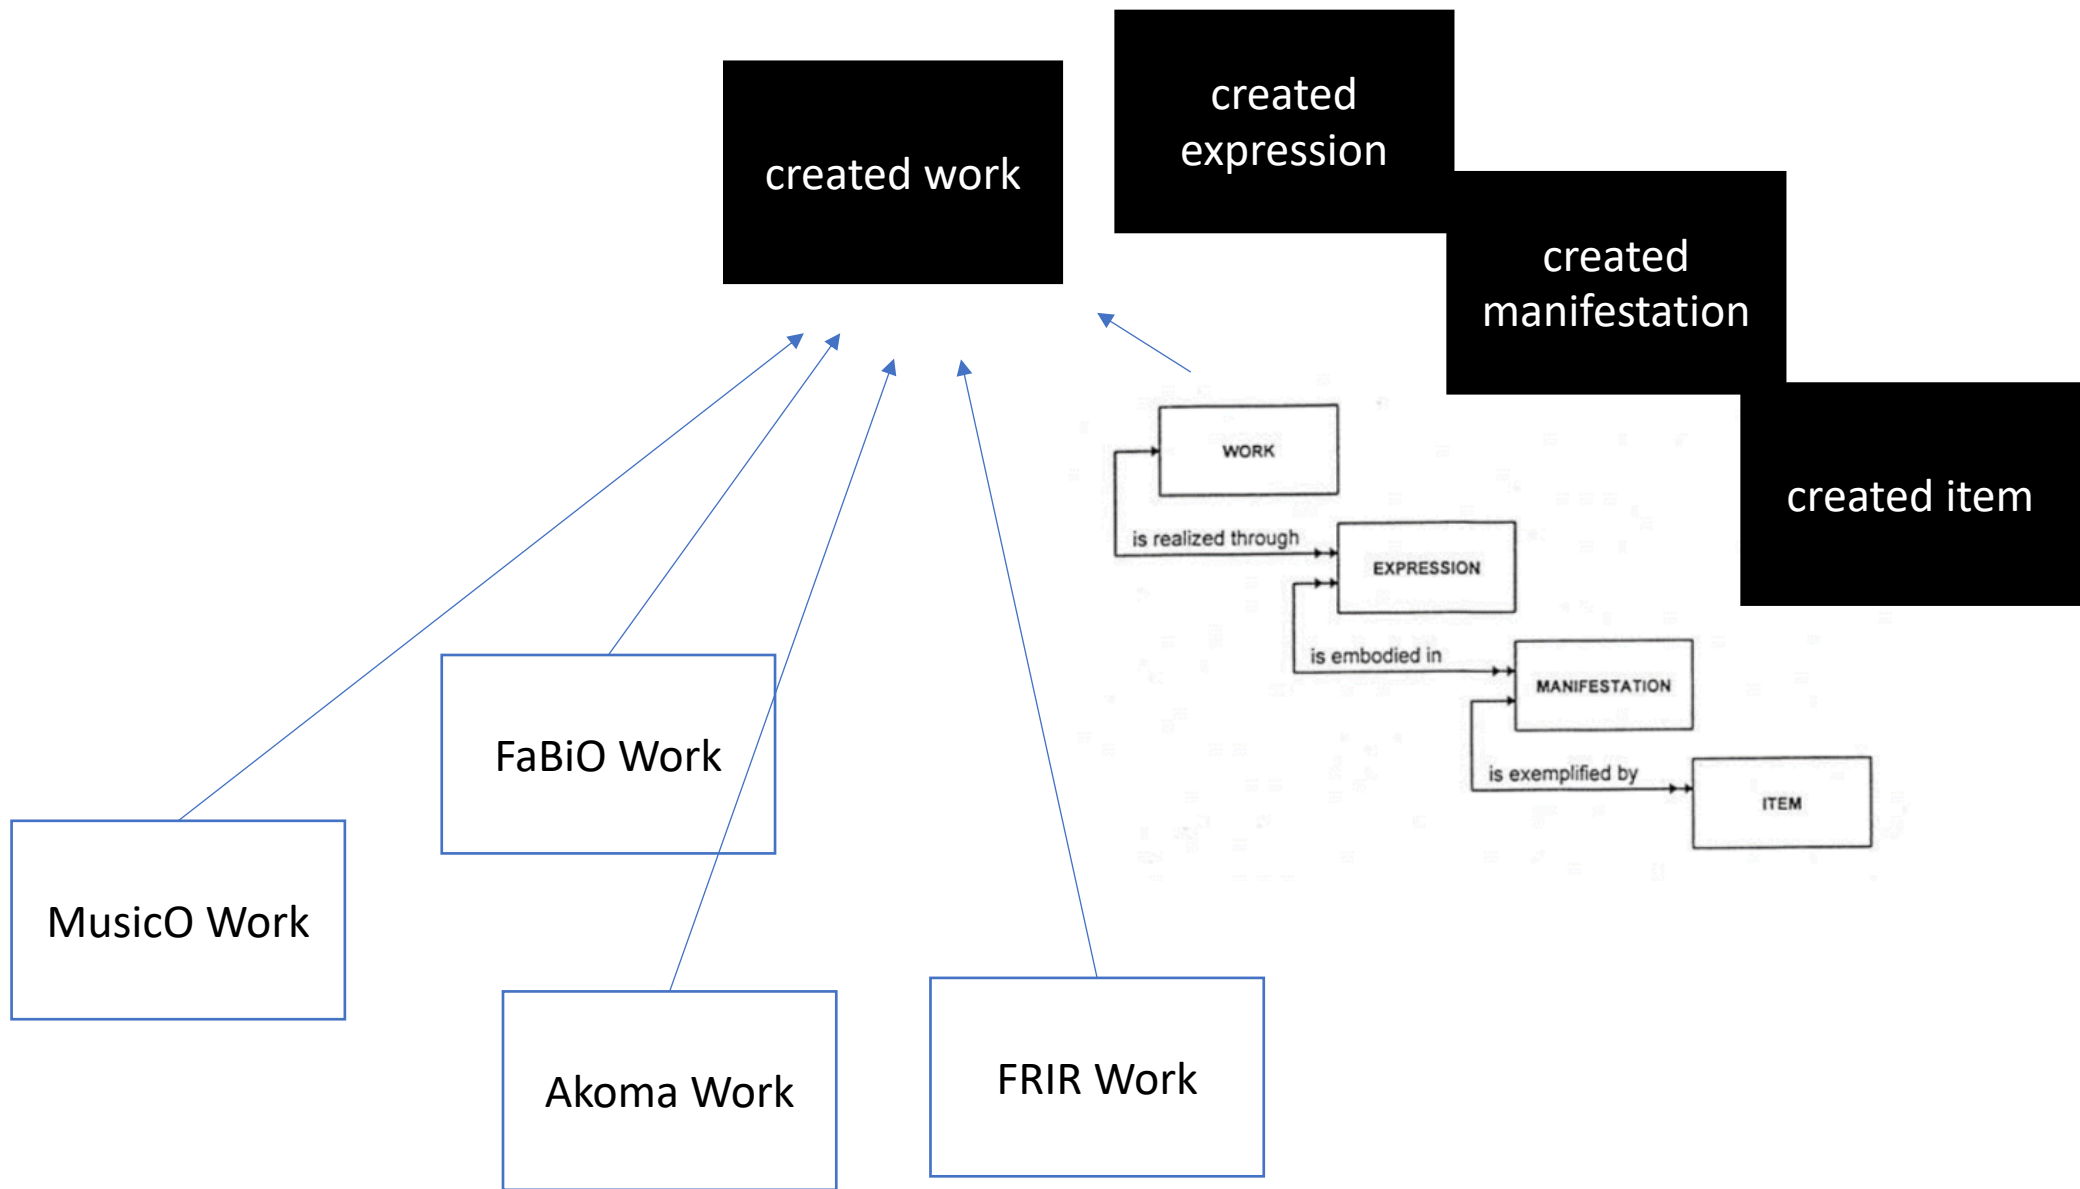 created
expression
created work
created
manifestation
WORK
created item
is realized through
EXPRESSION
is embodied in
MANIFESTATION
FaBiO Work
is exemplified by
ITEM
MusicO Work
Akoma Work
FRIR Work